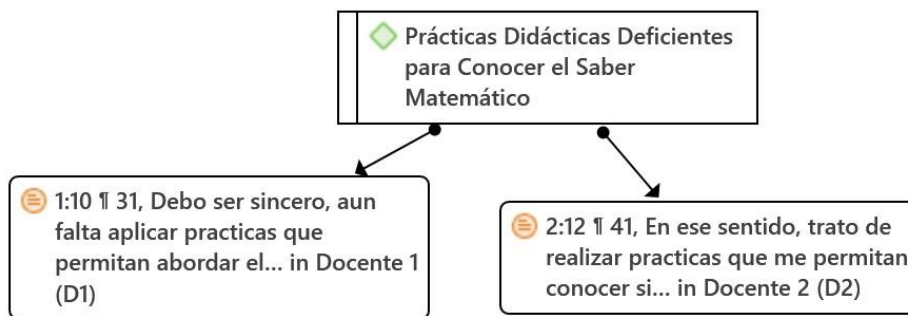 Prácticas Didácticas Deficientes
para Conocer el Saber
Matemático
1:10 ¶ 31, Debo ser sincero, aun
falta aplicar practicas que
permitan abordar el... in Docente 1
(D1)
2:12 ¶ 41, En ese sentido, trato de
realizar practicas que me permitan
conocer si... in Docente 2 (D2)